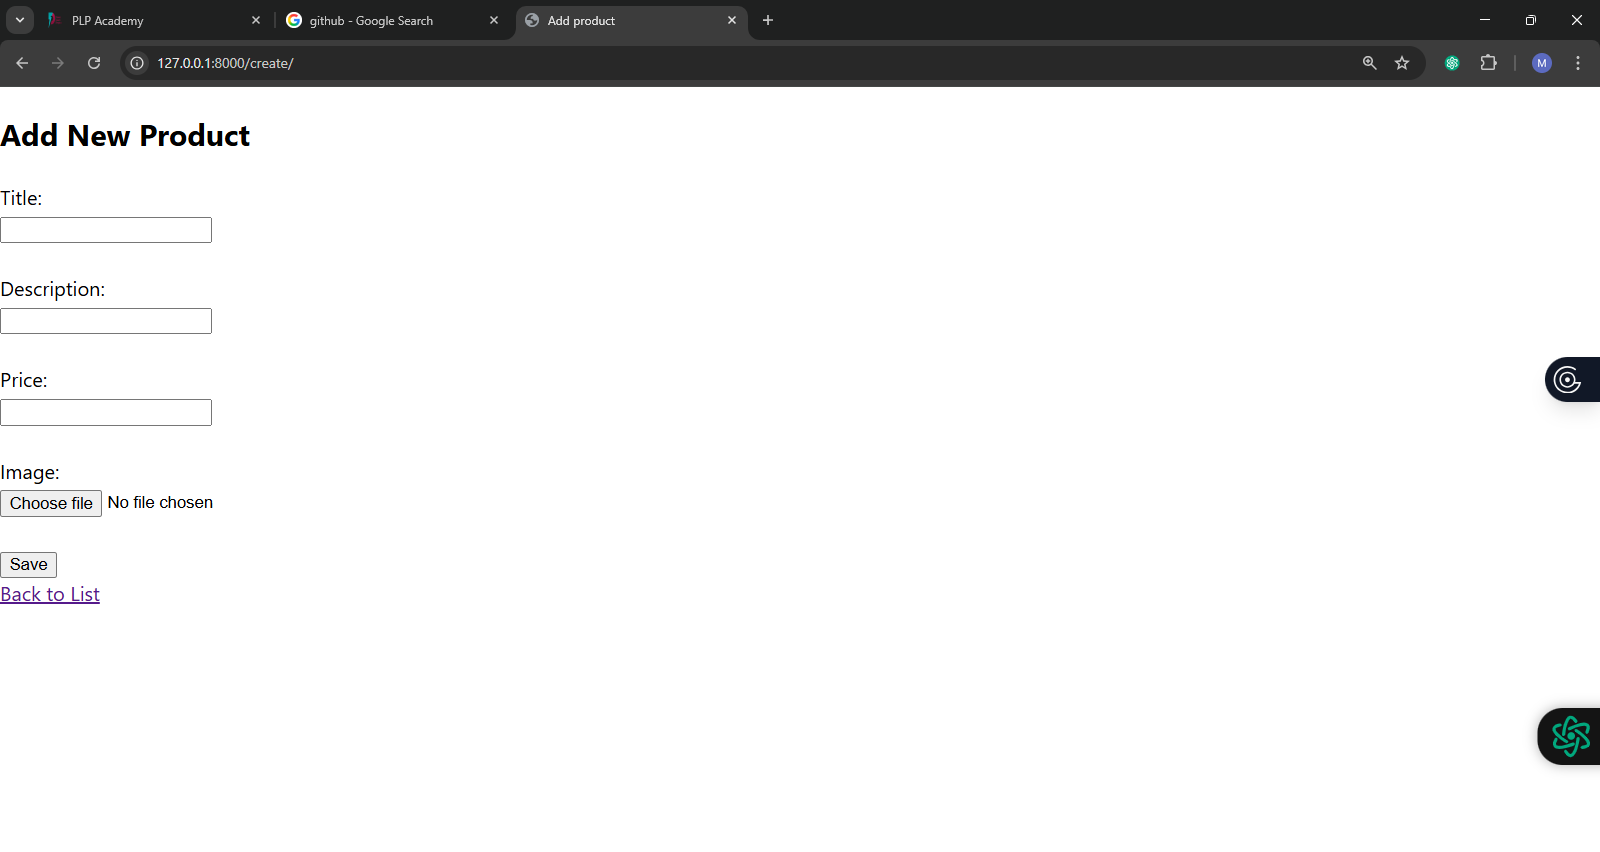 PLP Academy
github - Google Search
Add product
127.0.0.1:8000/create/
M
Add New Product
Title:
Description:
Price:
Image:
Choose file No file chosen
Save
Back to List